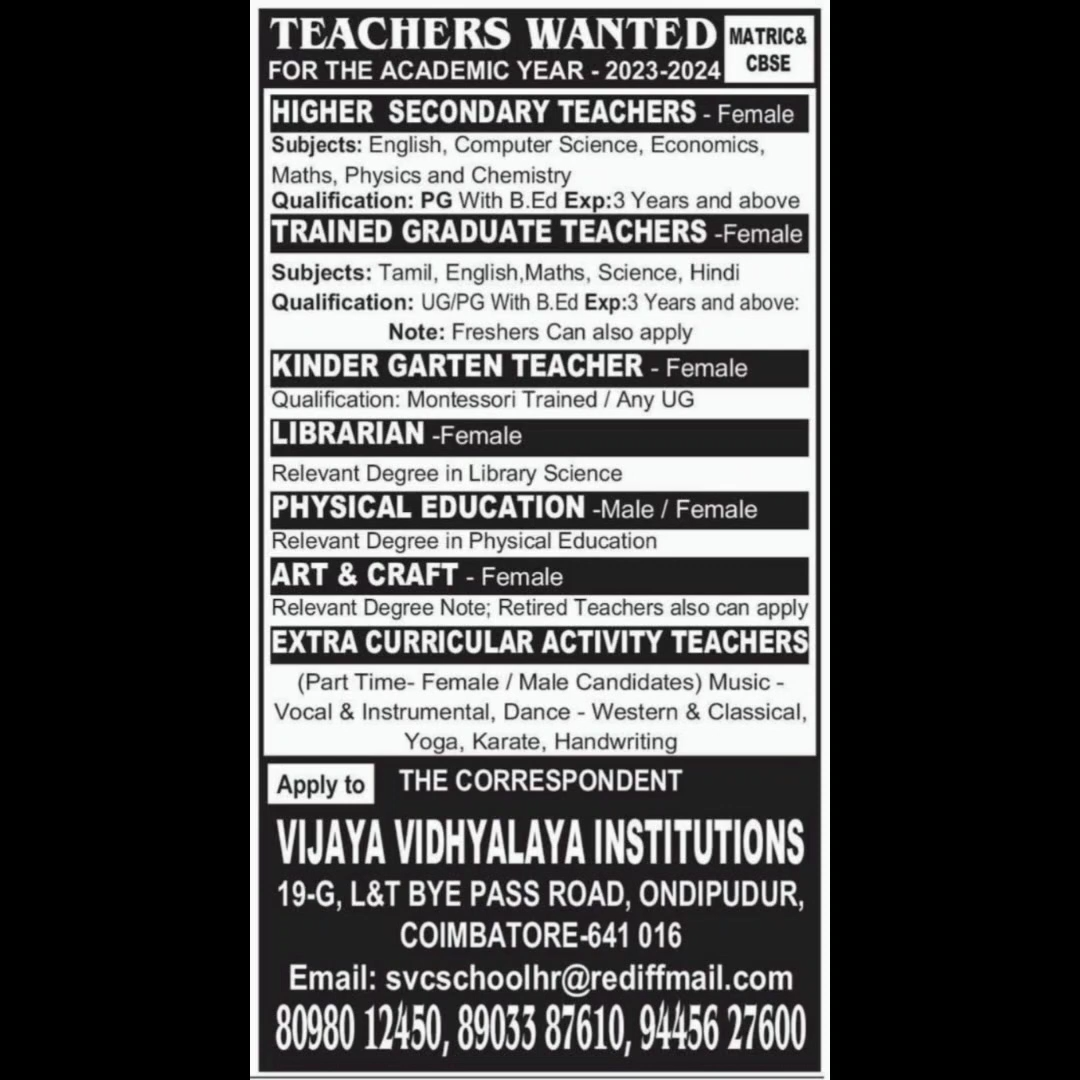 TEACHERS WANTED
FOR THE ACADEMIC YEAR - 2023-2024
MATRIC&
CBSE
HIGHER SECONDARY TEACHERS - Female
Subjects: English, Computer Science, Economics,
Maths, Physics and Chemistry
Qualification: PG With B.Ed Exp:3 Years and above
TRAINED GRADUATE TEACHERS -Female
Subjects: Tamil, English,Maths, Science, Hindi
Qualification: UG/PG With B.Ed Exp:3 Years and above:
Note: Freshers Can also apply
KINDER GARTEN TEACHER - Female
Qualification: Montessori Trained / Any UG
LIBRARIAN -Female
Relevant Degree in Library Science
PHYSICAL EDUCATION -Male / Female
Relevant Degree in Physical Education
ART & CRAFT - Female
Relevant Degree Note; Retired Teachers also can apply
EXTRA CURRICULAR ACTIVITY TEACHERS
(Part Time- Female / Male Candidates) Music -
Vocal & Instrumental, Dance - Western & Classical,
Yoga, Karate, Handwriting
Apply to THE CORRESPONDENT
VIJAYA VIDHYALAYA INSTITUTIONS
19-G, L&T BYE PASS ROAD, ONDIPUDUR,
COIMBATORE-641 016
Email: svcschoolhr@rediffmail.com
80980 12450, 89033 87610, 94456 27600